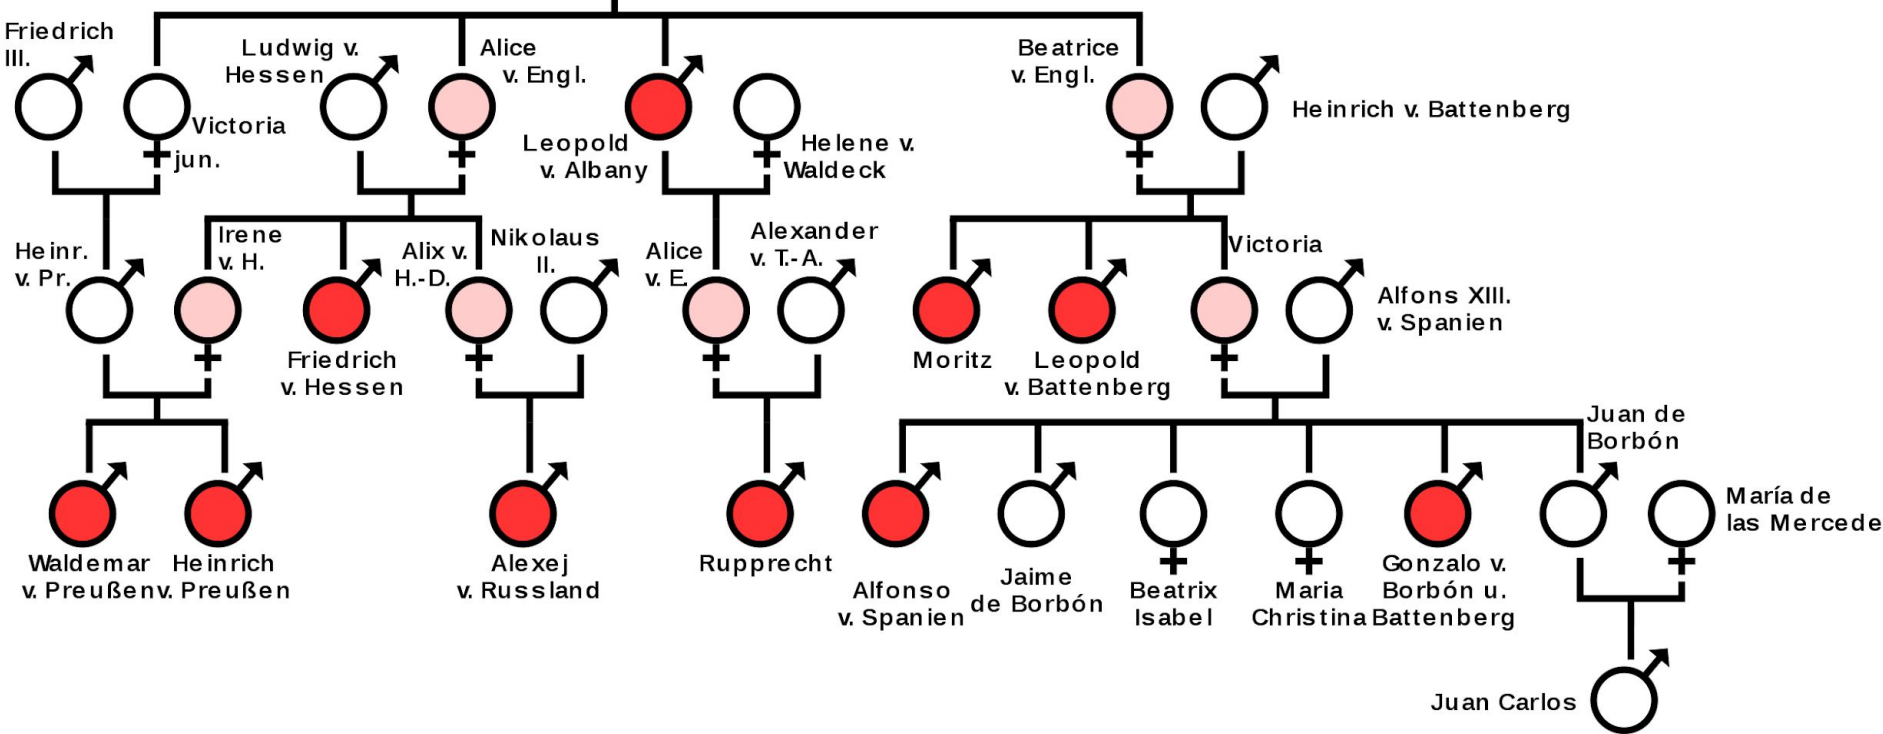 Friedrich
III.
Victoria
jun.
Ludwig v.
Hessen
Alice
v. Engl.
Leopold
v. Albany
Helene v.
Waldeck
Beatrice
v. Engl.
Heinrich v. Battenberg
Heinr.
v. Pr.
Irene
v. H.
Friedrich
v. Hessen
Alix v.
H.-D.
Nikolaus
II.
Alice
v. E.
Alexander
v. T.-A.
Moritz
Leopold
v. Battenberg
Victoria
Alfons XIII.
v. Spanien
Waldemar
v. Preußen
Heinrich
v. Preußen
Alexej
v. Russland
Rupprecht
Alfonso
v. Spanien
Jaime
de Borbón
Beatrix
Isabel
Maria
Christina
Gonzalo v.
Borbón u.
Battenberg
Juan de
Borbón
María de
las Mercede
Juan Carlos